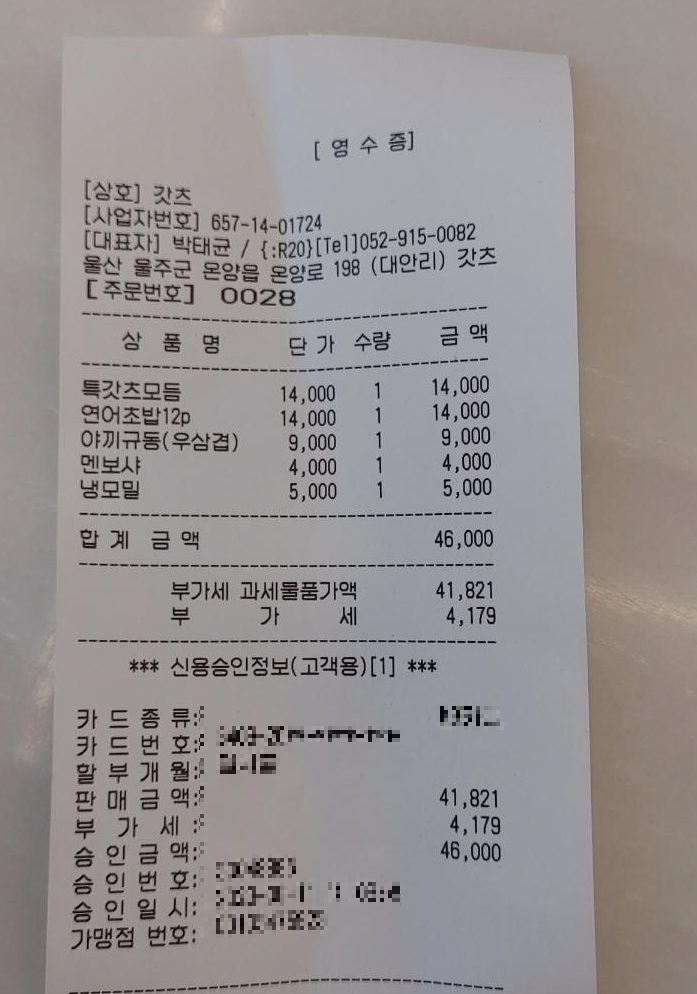 [ 영 수 증]
[상호] 갓츠
[사업자번호] 657-14-01724
[대표자] 박태균 / {:R20}[Tel]052-915-0082
울산 울주군 온양읍 온양로 198 (대안리) 갓츠
[주문번호] 0028
상 품 명 단 가 수량 금 액
특갓츠모듬 14,000 1 14,000
연어초밥12p 14,000 1 14,000
야끼규동(우삼겹) 9,000 1 9,000
멘보샤 4,000 1 4,000
냉모밀 5,000 1 5,000
합 계 금 액 46,000
부가세 과세물품가액 41,821
부 가 세 4,179
*** 신용승인정보(고객용)[1] ***
카 드 종 류:
카 드 번 호:
할 부 개 월:
판 매 금 액: 41,821
부 가 세 : 4,179
승 인 금 액: 46,000
승 인 번 호:
승 인 일 시:
가맹점 번호: